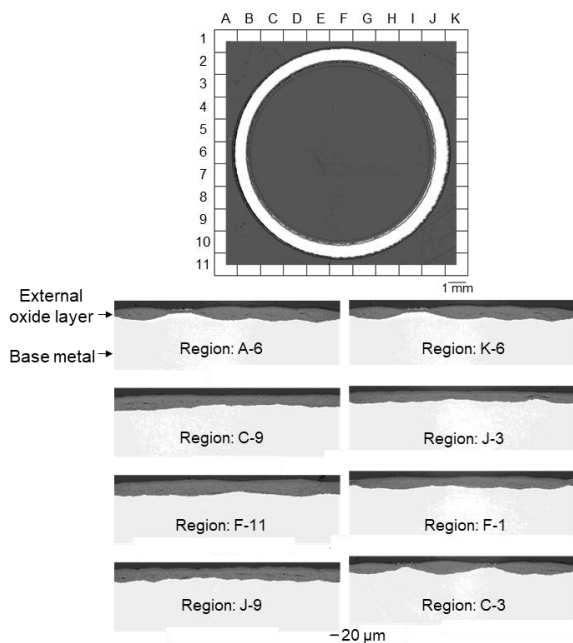 A B C D E F G H I J K
1
2
3
4
5
6
7
8
9
10
11
1 mm
External
oxide layer
Base metal
Region: A-6
Region: K-6
Region: C-9
Region: J-3
Region: F-11
Region: F-1
Region: J-9
Region: C-3
20 µm